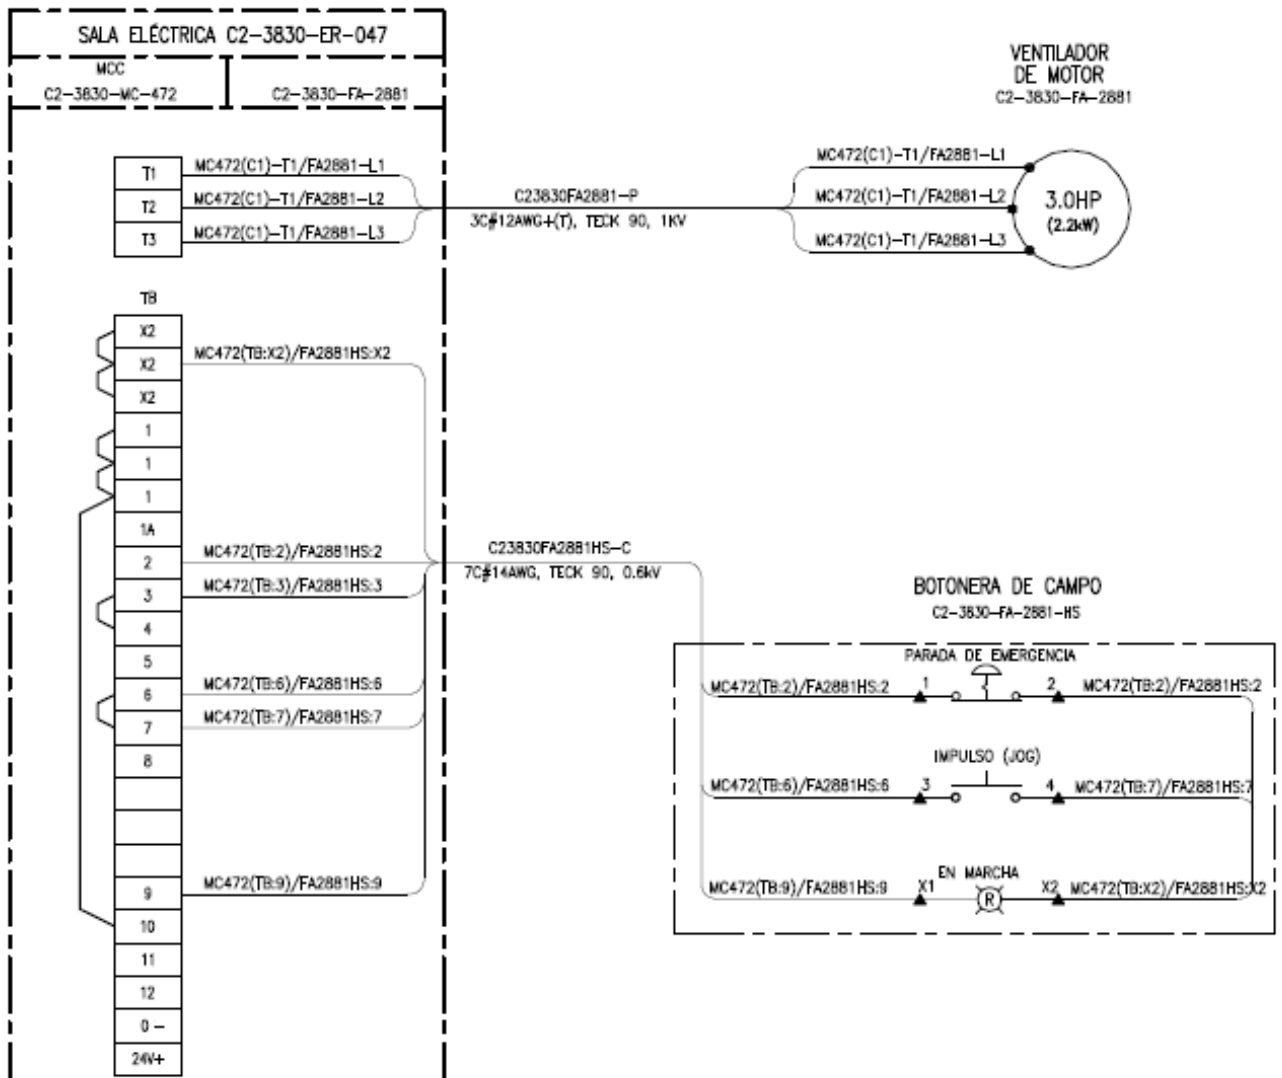 SALA ELÉCTRICA C2-3830-ER-047
MCC
C2-3830-MC-472
C2-3830-FA-2881
VENTILADOR
DE MOTOR
C2-3830-FA-2881
T1
MC472(C1)-T1/FA2881-L1
T2
MC472(C1)-T1/FA2881-L2
T3
MC472(C1)-T1/FA2881-L3
C23830FA2881-P
3C#12AWG+(T), TECK 90, 1KV
MC472(C1)-T1/FA2881-L1
MC472(C1)-T1/FA2881-L2
MC472(C1)-T1/FA2881-L3
3.0HP
(2.2kW)
TB
X2
X2
MC472(TB:X2)/FA2881HS:X2
X2
1
1
1
1A
2
MC472(TB:2)/FA2881HS:2
3
MC472(TB:3)/FA2881HS:3
4
5
6
MC472(TB:6)/FA2881HS:6
7
MC472(TB:7)/FA2881HS:7
8
9
MC472(TB:9)/FA2881HS:9
10
11
12
0 -
24V+
C23830FA2881HS-C
7C#14AWG, TECK 90, 0.6kV
BOTONERA DE CAMPO
C2-3830-FA-2881-HS
PARADA DE EMERGENCIA
MC472(TB:2)/FA2881HS:2 1 2 MC472(TB:2)/FA2881HS:2
IMPULSO (JOG)
MC472(TB:6)/FA2881HS:6 3 4 MC472(TB:7)/FA2881HS:7
EN MARCHA
MC472(TB:9)/FA2881HS:9 X1 R X2 MC472(TB:X2)/FA2881HS:X2